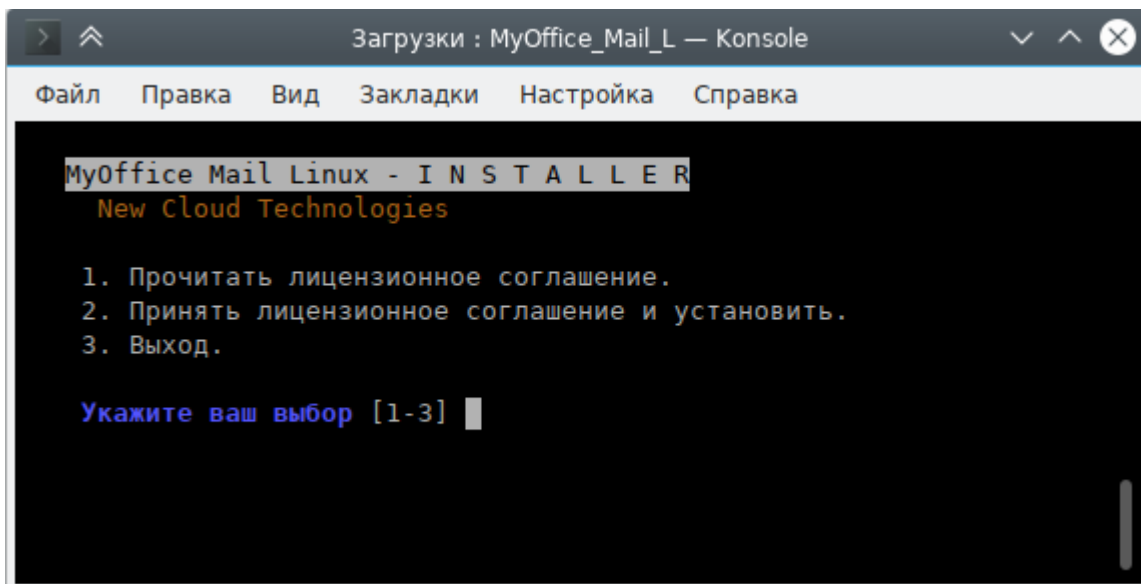 Загрузки : MyOffice_Mail_L — Konsole
Файл Правка Вид Закладки Настройка Справка
MyOffice Mail Linux - I N S T A L L E R
New Cloud Technologies
1. Прочитать лицензионное соглашение.
2. Принять лицензионное соглашение и установить.
3. Выход.
Укажите ваш выбор [1-3]